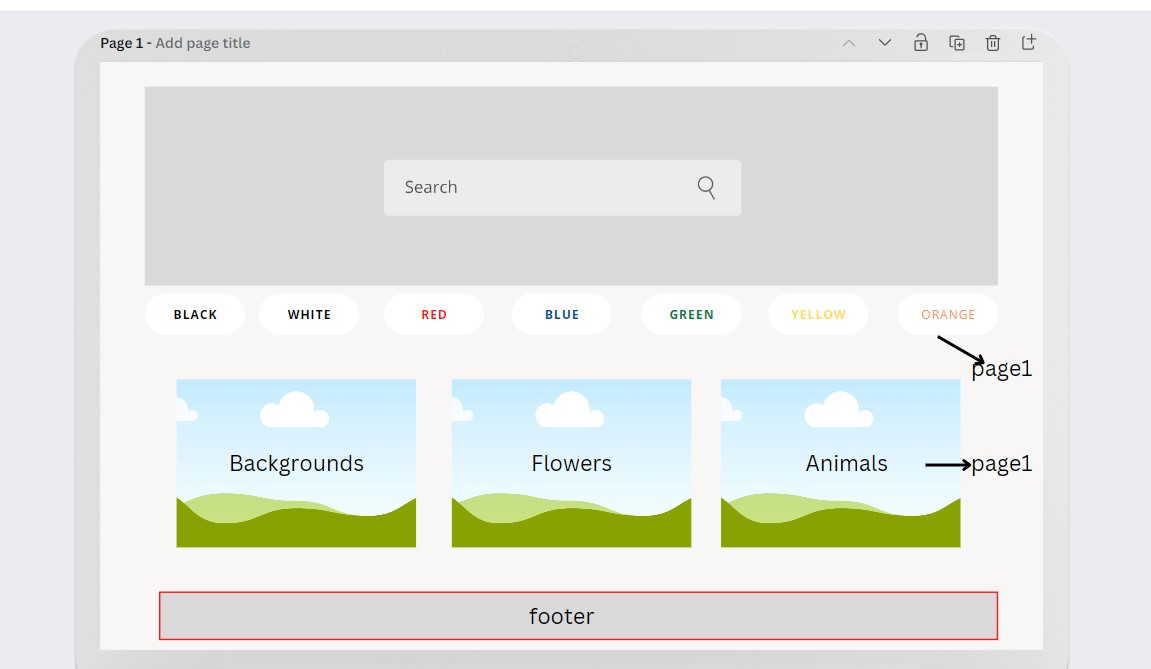 Page 1 - Add page title
Search
BLACK WHITE RED BLUE GREEN YELLOW ORANGE
page1
Backgrounds Flowers Animals page1
footer